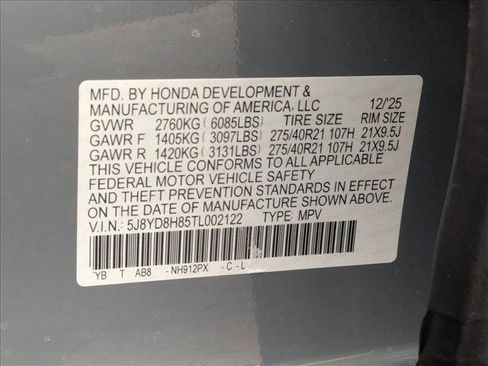 MFD. BY HONDA DEVELOPMENT &
MANUFACTURING OF AMERICA, LLC 12/'25
GVWR 2760KG (6085LBS) TIRE SIZE RIM SIZE
GAWR F 1405KG (3097LBS) 275/40R21 107H 21X9.5J
GAWR R 1420KG (3131LBS) 275/40R21 107H 21X9.5J
THIS VEHICLE CONFORMS TO ALL APPLICABLE
FEDERAL MOTOR VEHICLE SAFETY
AND THEFT PREVENTION STANDARDS IN EFFECT
ON THE DATE OF MANUFACTURE SHOWN ABOVE.
V.I.N.: 5J8YD8H85TL002122 TYPE: MPV
YB T AB8 -NH912PX -C-L